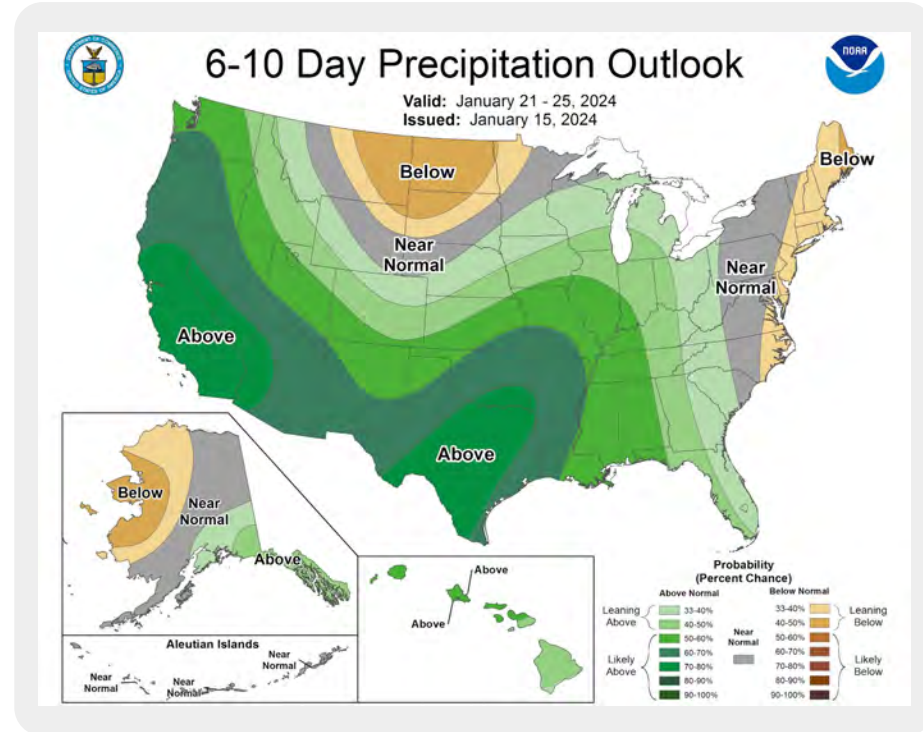 6-10 Day Precipitation Outlook
NOAA
Valid: January 21 - 25, 2024
Issued: January 15, 2024
Below
Below
Near
Normal
Near
Normal
Above
Above
Below
Near
Normal
Above
Above
Above
Aleutian Islands
Near
Normal
Near
Normal
Near
Normal
Probability
(Percent Chance)
Above Normal
Below Normal
Leaning
Above
33-40%
40-50%
Likely
Above
50-60%
60-70%
70-80%
80-90%
90-100%
Near
Normal
33-40%
40-50%
Leaning
Below
50-60%
60-70%
70-80%
80-90%
90-100%
Likely
Below